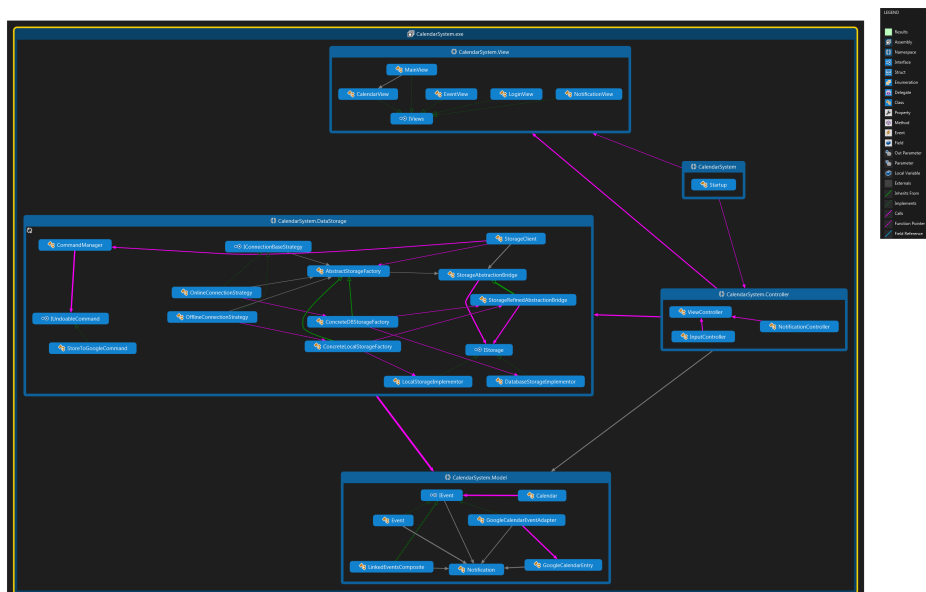 LEGEND
CalendarSystem.exe
Results
Assembly
Namespace
Interface
Struct
Enumeration
Delegate
Class
Property
Method
Event
Field
Out Parameter
Parameter
Local Variable
Externals
Inherits From
Implements
Calls
Function Pointer
Field Reference
CalendarSystem.View
MainView
CalendarView
EventView
LoginView
NotificationView
IViews
CalendarSystem
Startup
CalendarSystem.DataStorage
CommandManager
IConnectionBaseStrategy
StorageClient
AbstractStorageFactory
StorageAbstractionBridge
OnlineConnectionStrategy
StorageRefinedAbstractionBridge
OfflineConnectionStrategy
IUndoableCommand
ConcreteDBStorageFactory
StoreToGoogleCommand
ConcreteLocalStorageFactory
IStorage
LocalStorageImplementor
DatabaseStorageImplementor
CalendarSystem.Controller
ViewController
NotificationController
InputController
CalendarSystem.Model
IEvent
Calendar
Event
GoogleCalendarEventAdapter
LinkedEventsComposite
Notification
GoogleCalendarEntry